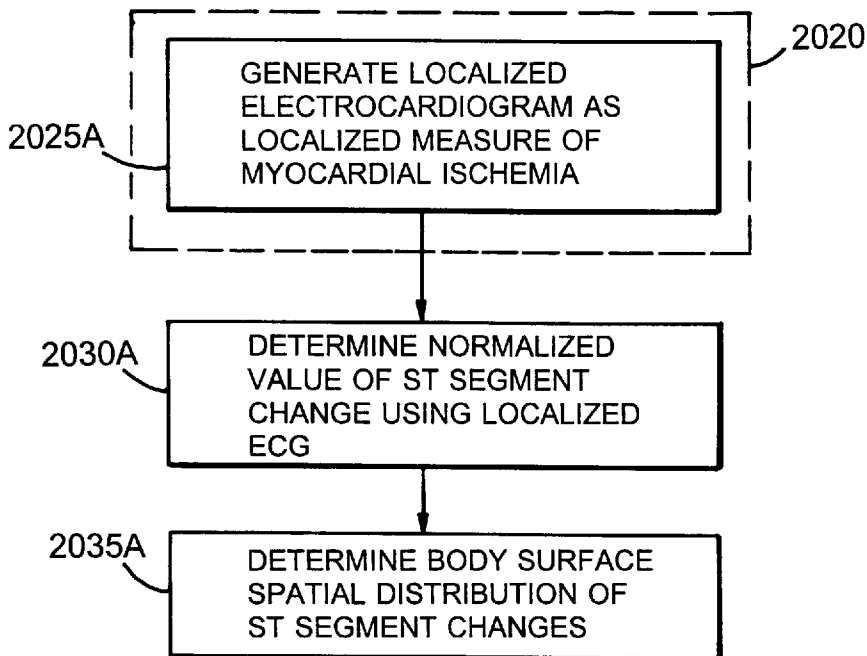 2020
GENERATE LOCALIZED
ELECTROCARDIOGRAM AS
LOCALIZED MEASURE OF
MYOCARDIAL ISCHEMIA
2025A
DETERMINE NORMALIZED
VALUE OF ST SEGMENT
CHANGE USING LOCALIZED
ECG
2030A
DETERMINE BODY SURFACE
SPATIAL DISTRIBUTION OF
ST SEGMENT CHANGES
2035A